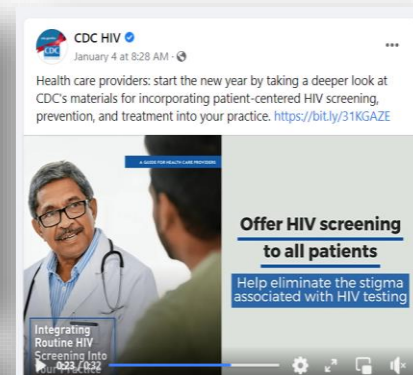 CDC HIV
January 4 at 8:28 AM ·
Health care providers: start the new year by taking a deeper look at
CDC's materials for incorporating patient-centered HIV screening,
prevention, and treatment into your practice. https://bit.ly/31KGAZE
A GUIDE FOR HEALTH CARE PROVIDERS
Offer HIV screening
to all patients
Help eliminate the stigma
associated with HIV testing
Integrating
Routine HIV
Screening Into
Your Practice
0:23 / 0:32